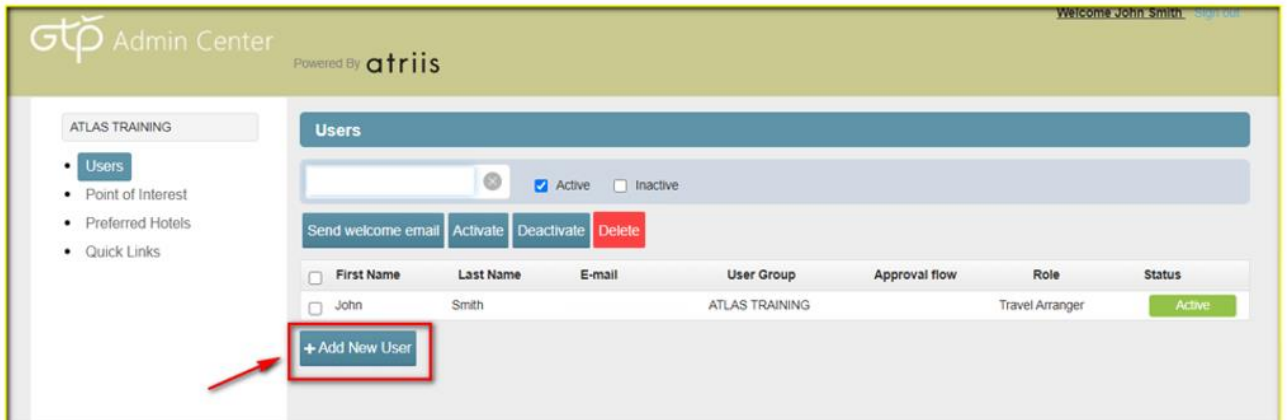 Welcome John Smith Sign out
GTP Admin Center
Powered By atriis
ATLAS TRAINING
Users
Point of Interest
Preferred Hotels
Quick Links
Users
Active Inactive
Send welcome email Activate Deactivate Delete
First Name Last Name E-mail User Group Approval flow Role Status
John Smith ATLAS TRAINING Travel Arranger Active
+ Add New User